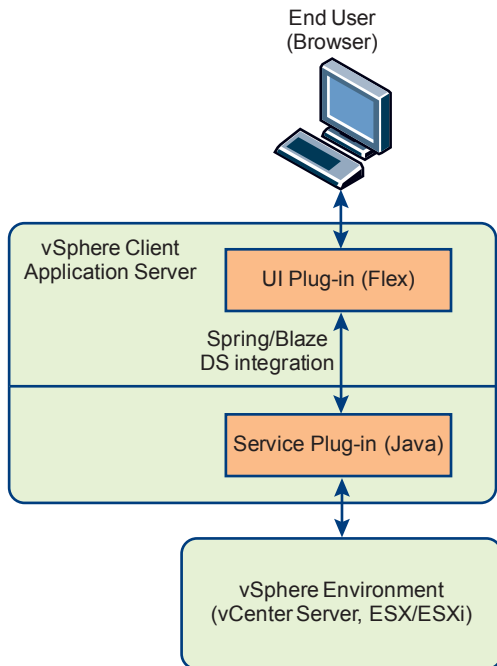 End User
(Browser)
vSphere Client
Application Server
UI Plug-in (Flex)
Spring/Blaze
DS integration
Service Plug-in (Java)
vSphere Environment
(vCenter Server, ESX/ESXi)